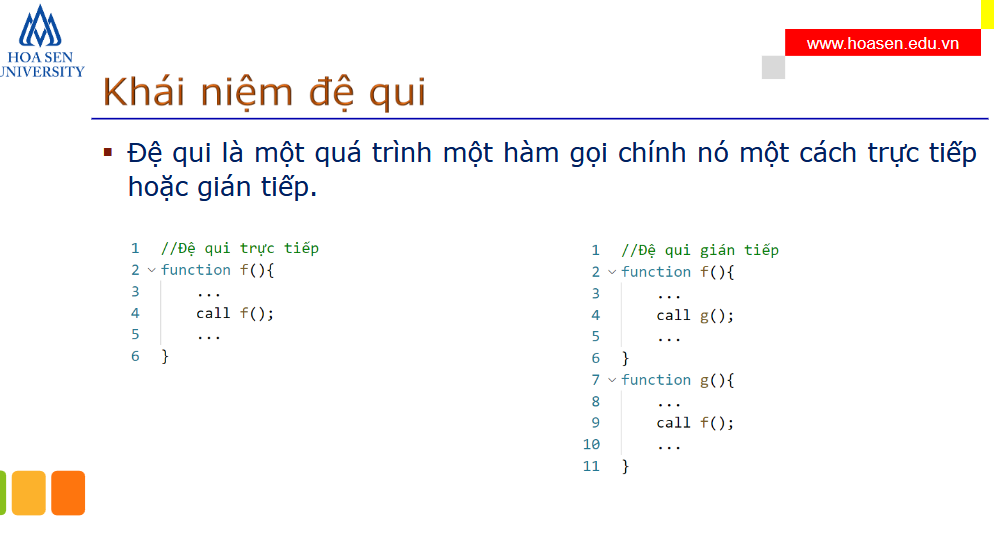 HOA SEN
UNIVERSITY
www.hoasen.edu.vn
Khái niệm đệ qui
Đệ qui là một quá trình một hàm gọi chính nó một cách trực tiếp
hoặc gián tiếp.
1 //Đệ qui trực tiếp
2 function f(){
3 ...
4 call f();
5 ...
6 }
1 //Đệ qui gián tiếp
2 function f(){
3 ...
4 call g();
5 ...
6 }
7 function g(){
8 ...
9 call f();
10 ...
11 }